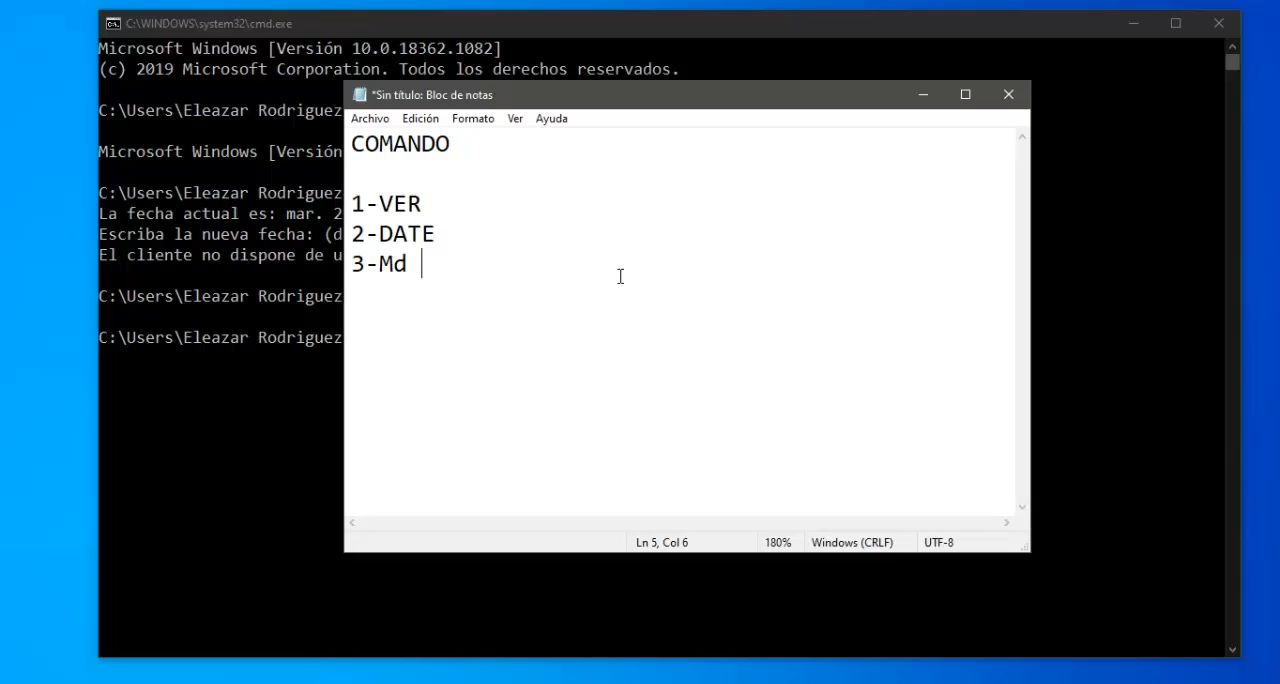 C:\WINDOWS\system32\cmd.exe
Microsoft Windows [Versión 10.0.18362.1082]
(c) 2019 Microsoft Corporation. Todos los derechos reservados.
C:\Users\Eleazar Rodriguez
Microsoft Windows [Versión
C:\Users\Eleazar Rodriguez
La fecha actual es: mar. 2
Escriba la nueva fecha: (d
El cliente no dispone de u
C:\Users\Eleazar Rodriguez
C:\Users\Eleazar Rodriguez
*Sin título: Bloc de notas
Archivo Edición Formato Ver Ayuda
COMANDO
1-VER
2-DATE
3-Md
Ln 5, Col 6 180% Windows (CRLF) UTF-8